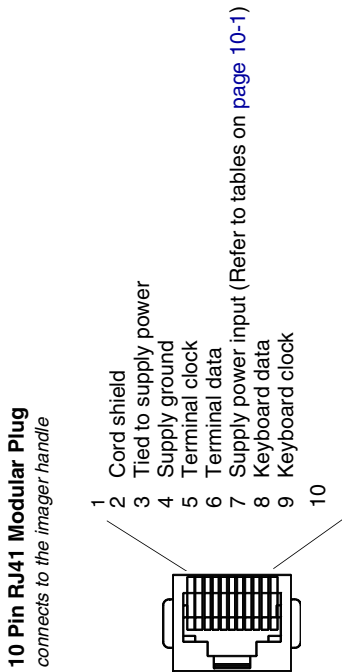 10 Pin RJ41 Modular Plug
connects to the imager handle
1
2 Cord shield
3 Tied to supply power
4 Supply ground
5 Terminal clock
6 Terminal data
7 Supply power input (Refer to tables on page 10-1)
8 Keyboard data
9 Keyboard clock
10